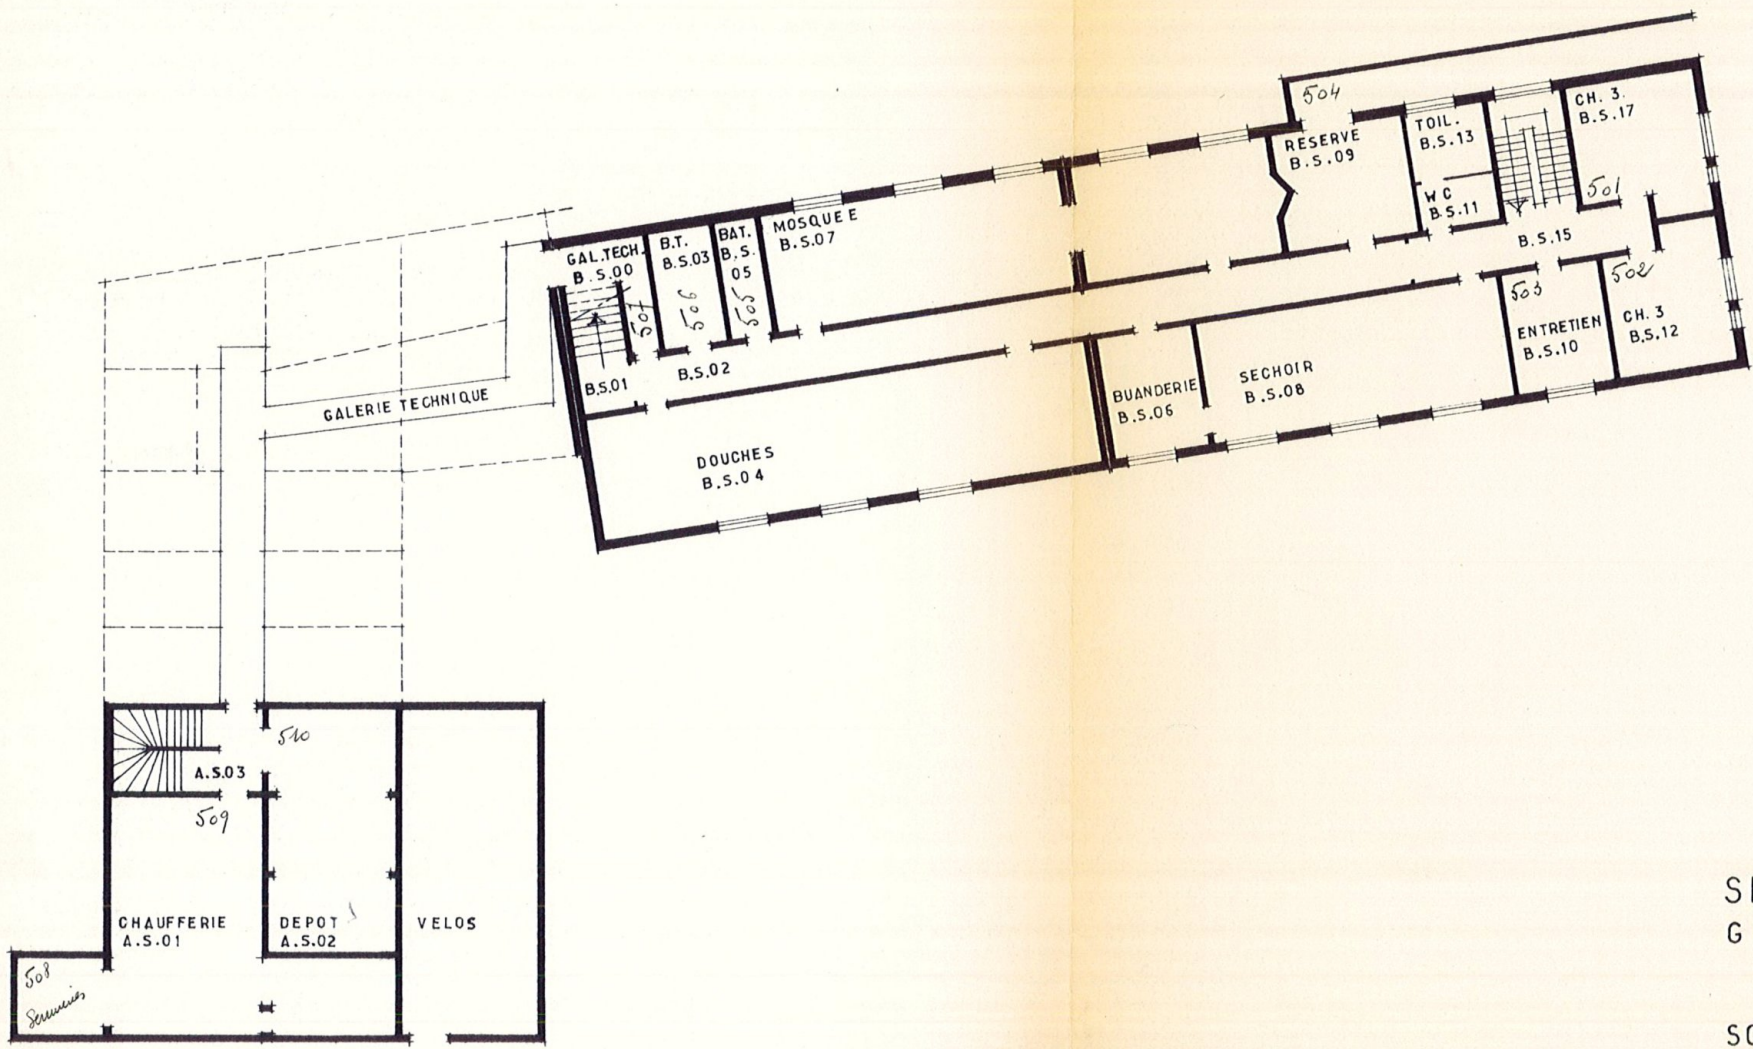 504
CH. 3.
B.S.17
TOIL.
B.S.13
RESERVE
B.S.09
WC
B.S.11
501
B.S.15
MOSQUEE
B.S.07
BAT.
B.S.
05
505
B.T.
B.S.03
506
GAL.TECH.
B.S.00
507
B.S.01
B.S.02
502
503
CH. 3
B.S.12
ENTRETIEN
B.S.10
SECHOIR
B.S.08
BUANDERIE
B.S.06
DOUCHES
B.S.04
GALERIE TECHNIQUE
510
A.S.03
509
CHAUFFERIE
A.S.01
DEPOT
A.S.02
VELOS
508
G